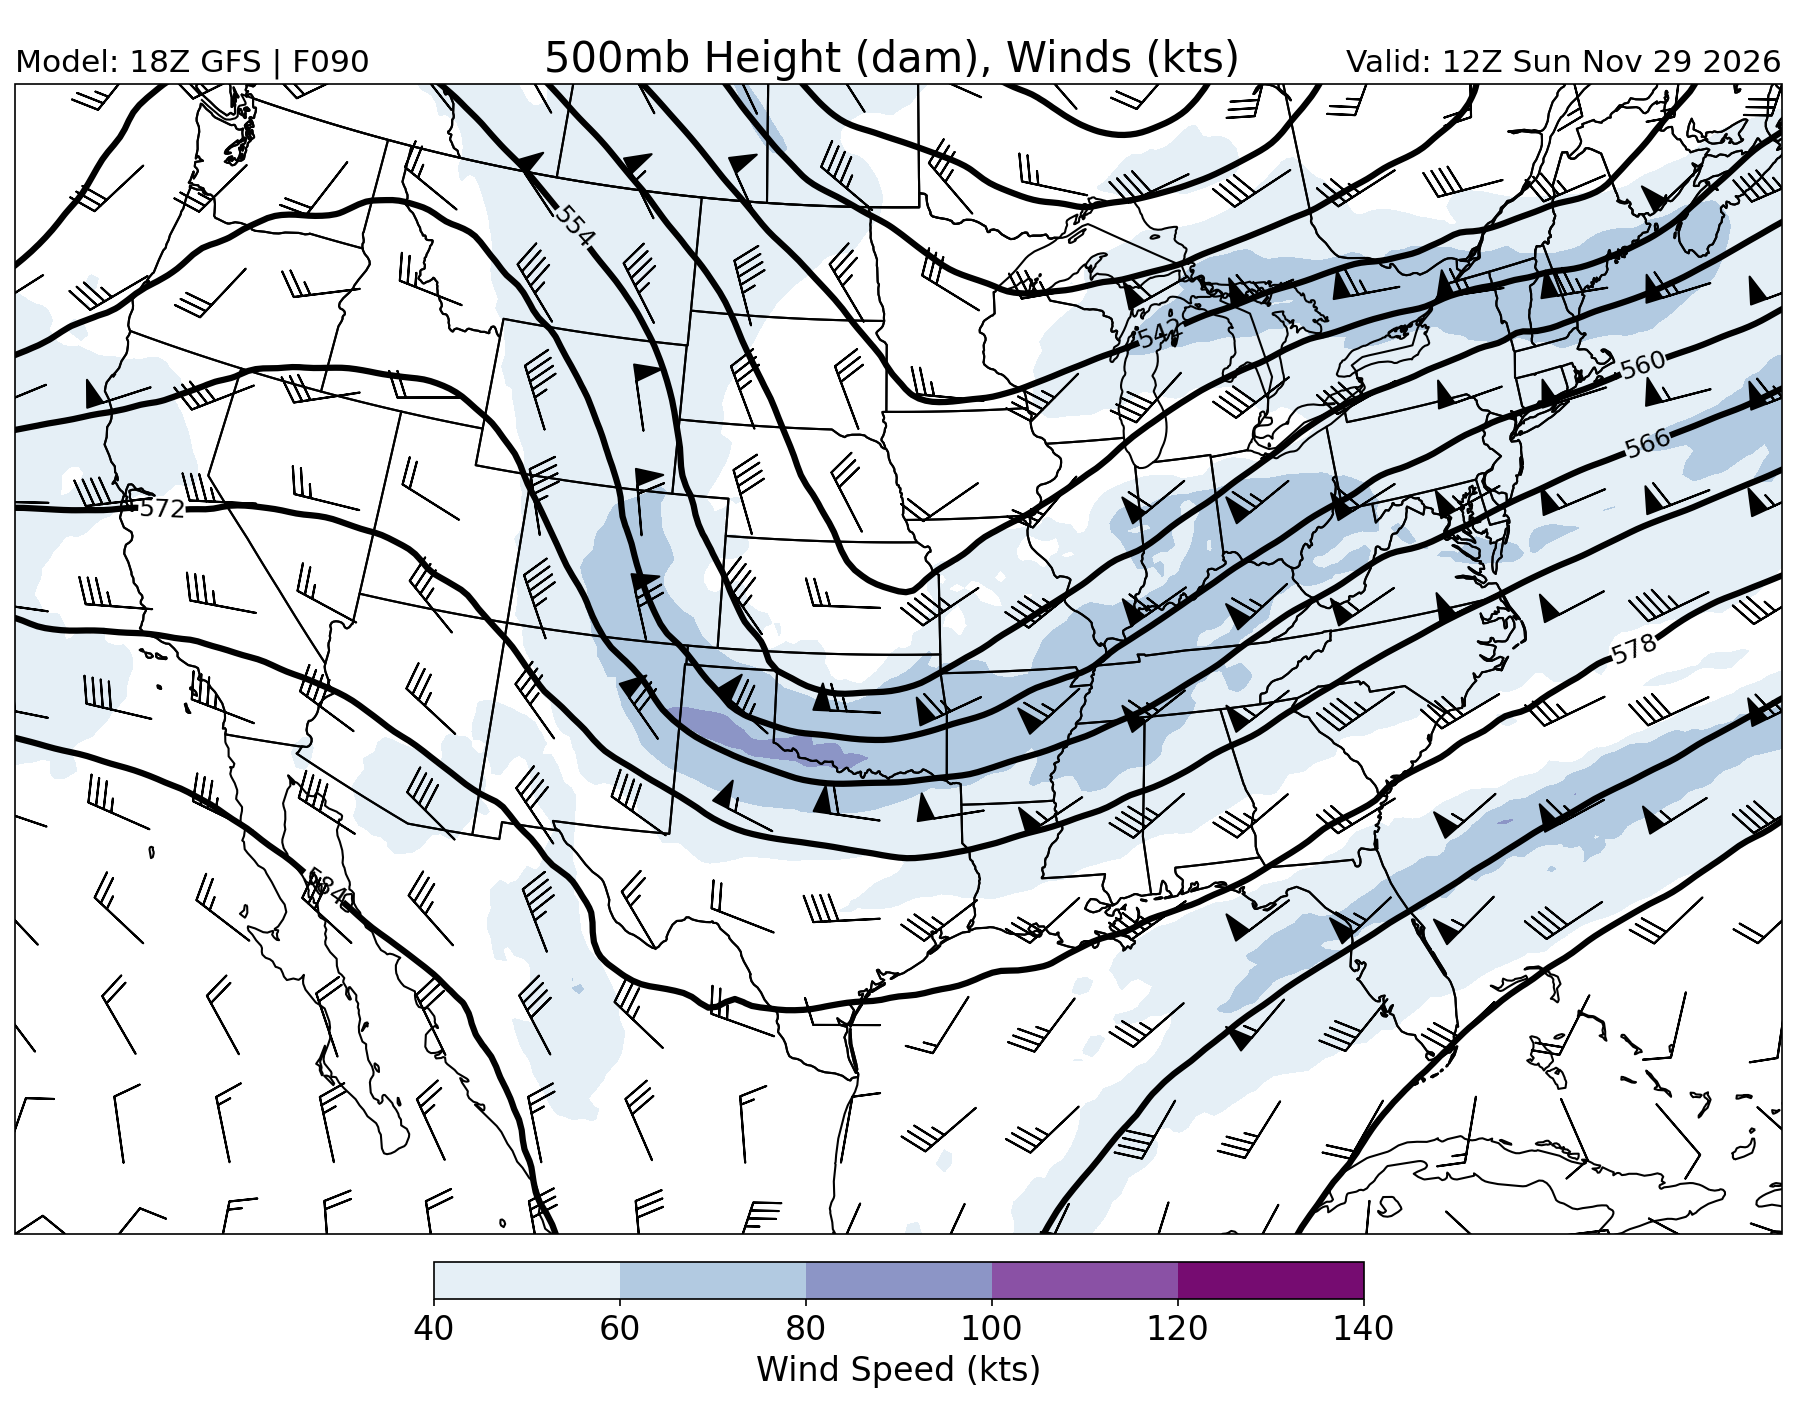 Model: 18Z GFS | F090
500mb Height (dam), Winds (kts)
Valid: 12Z Sun Nov 29 2026
554
542
560
566
572
578
584
40 60 80 100 120 140
Wind Speed (kts)